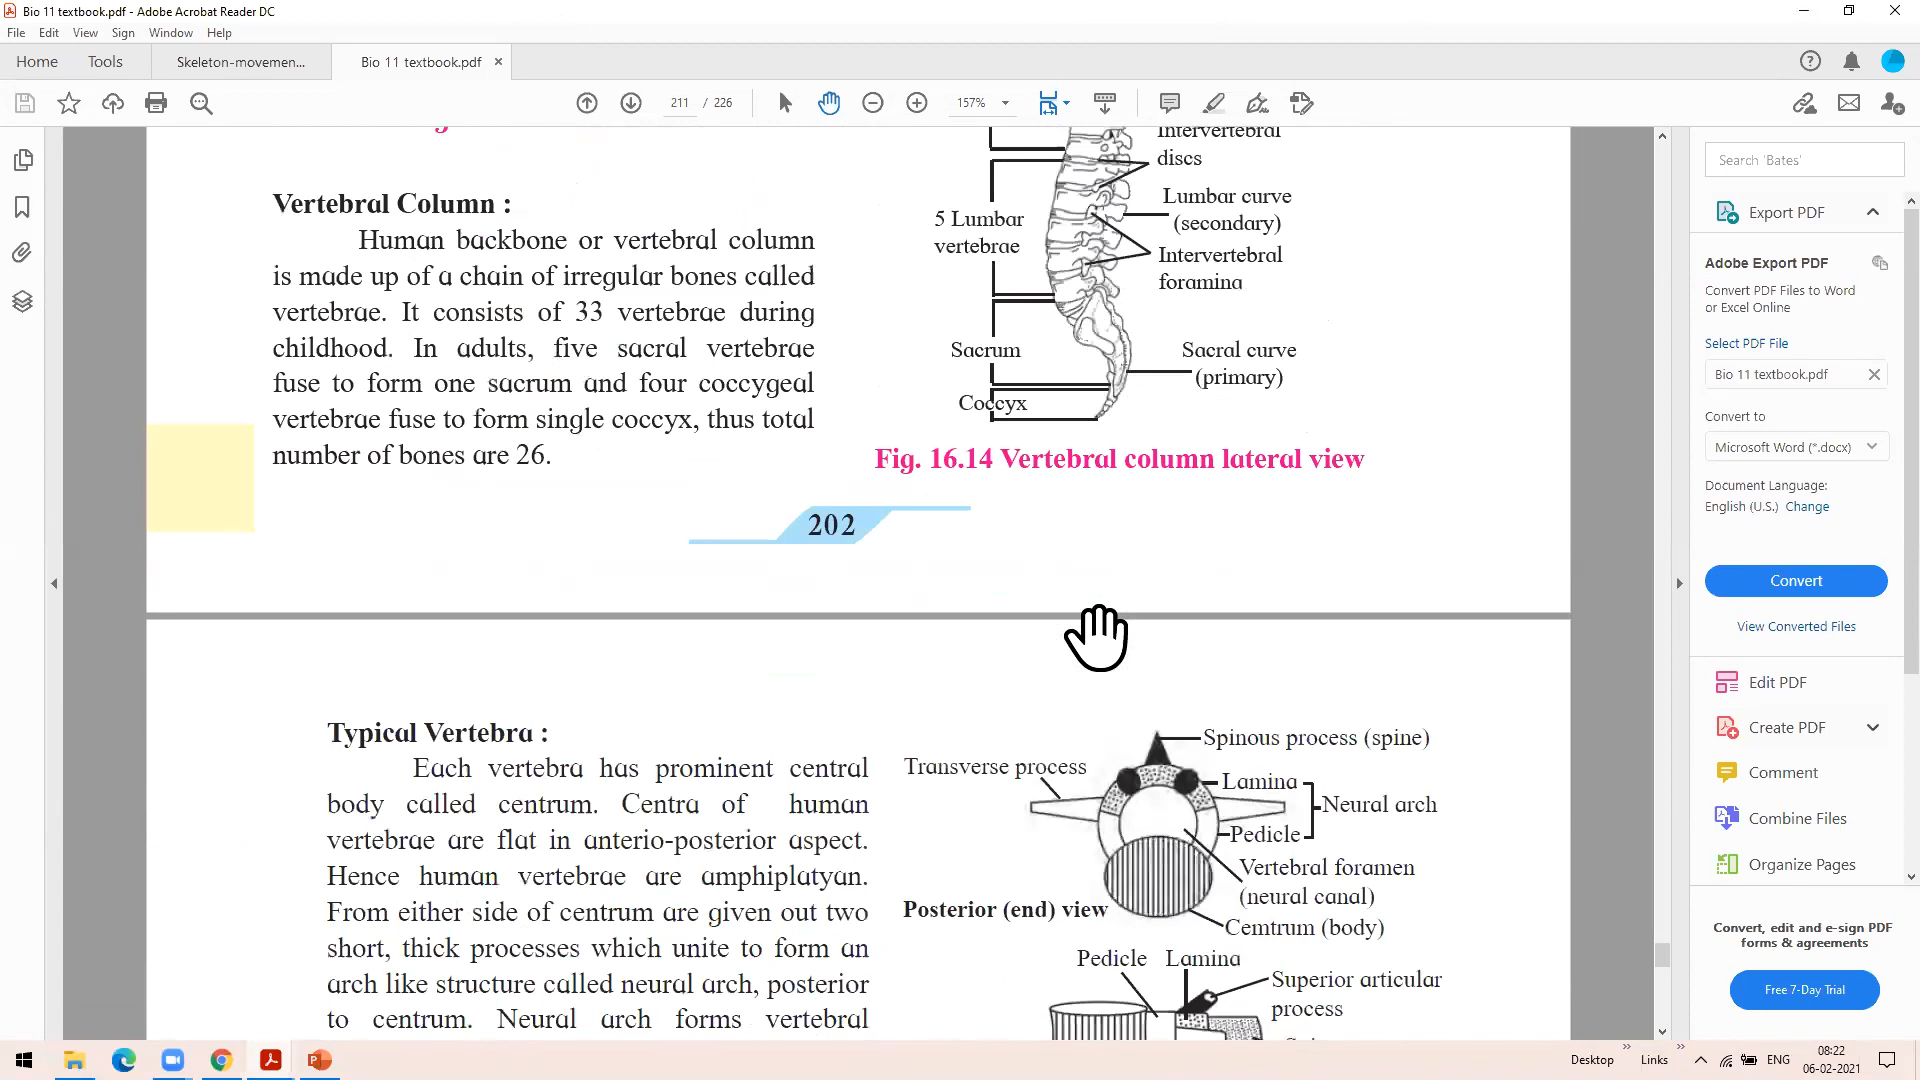 Bio 11 textbook.pdf - Adobe Acrobat Reader DC
File Edit View Sign Window Help
Home Tools Skeleton-movemen... Bio 11 textbook.pdf ×
211 / 226 157%
Vertebral Column :
Human backbone or vertebral column
is made up of a chain of irregular bones called
vertebrae. It consists of 33 vertebrae during
childhood. In adults, five sacral vertebrae
fuse to form one sacrum and four coccygeal
vertebrae fuse to form single coccyx, thus total
number of bones are 26.
Intervertebral
discs
Lumbar curve
(secondary)
5 Lumbar
vertebrae
Intervertebral
foramina
Sacrum
Sacral curve
(primary)
Coccyx
Fig. 16.14 Vertebral column lateral view
202
Typical Vertebra :
Each vertebra has prominent central
body called centrum. Centra of human
vertebrae are flat in anterio-posterior aspect.
Hence human vertebrae are amphiplatyan.
From either side of centrum are given out two
short, thick processes which unite to form an
arch like structure called neural arch, posterior
to centrum. Neural arch forms vertebral
Spinous process (spine)
Transverse process
Lamina
Neural arch
Pedicle
Vertebral foramen
(neural canal)
Posterior (end) view
Cemtrum (body)
Pedicle Lamina
Superior articular
process
Search 'Bates'
Export PDF
Adobe Export PDF
Convert PDF Files to Word
or Excel Online
Select PDF File
Bio 11 textbook.pdf
Convert to
Microsoft Word (*.docx)
Document Language:
English (U.S.) Change
Convert
View Converted Files
Edit PDF
Create PDF
Comment
Combine Files
Organize Pages
Convert, edit and e-sign PDF
forms & agreements
Free 7-Day Trial
Desktop » Links » ENG 08:22
06-02-2021